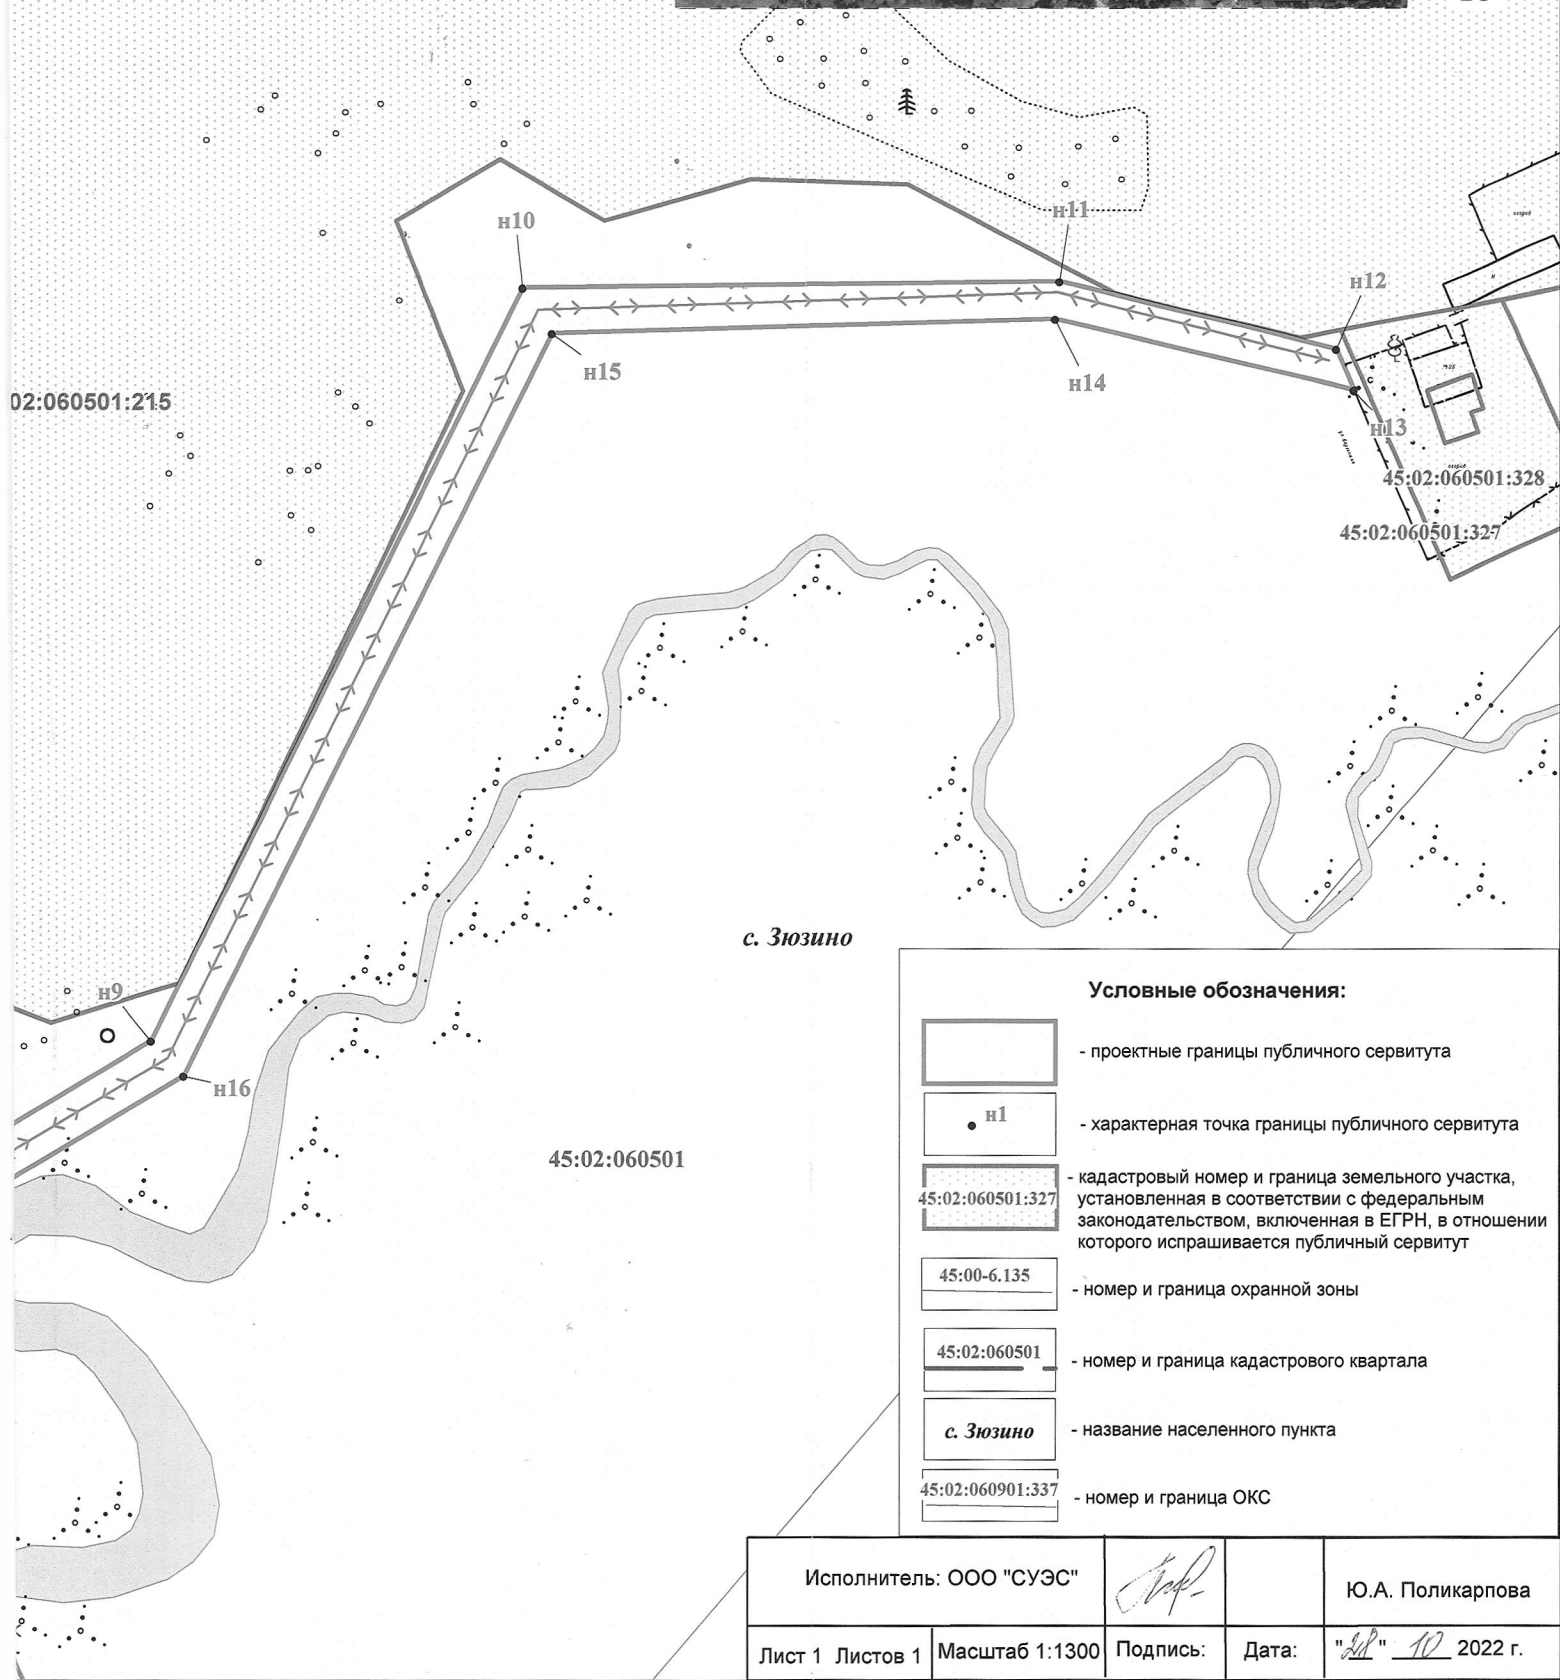 н11
н10
н12
н15
н14
02:060501:215
н13
45:02:060501:328
45:02:060501:327
с. Зюзино
н9
н16
45:02:060501
Условные обозначения:
- проектные границы публичного сервитута
н1
- характерная точка границы публичного сервитута
45:02:060501:327
- кадастровый номер и граница земельного участка,
установленная в соответствии с федеральным
законодательством, включенная в ЕГРН, в отношении
которого испрашивается публичный сервитут
45:00-6.135
- номер и граница охранной зоны
45:02:060501
- номер и граница кадастрового квартала
с. Зюзино
- название населенного пункта
45:02:060901:337
- номер и граница ОКС
Исполнитель: ООО "СУЭС"
Ю.А. Поликарпова
Лист 1 Листов 1
Масштаб 1:1300
Подпись:
Дата:
"28" 10 2022 г.